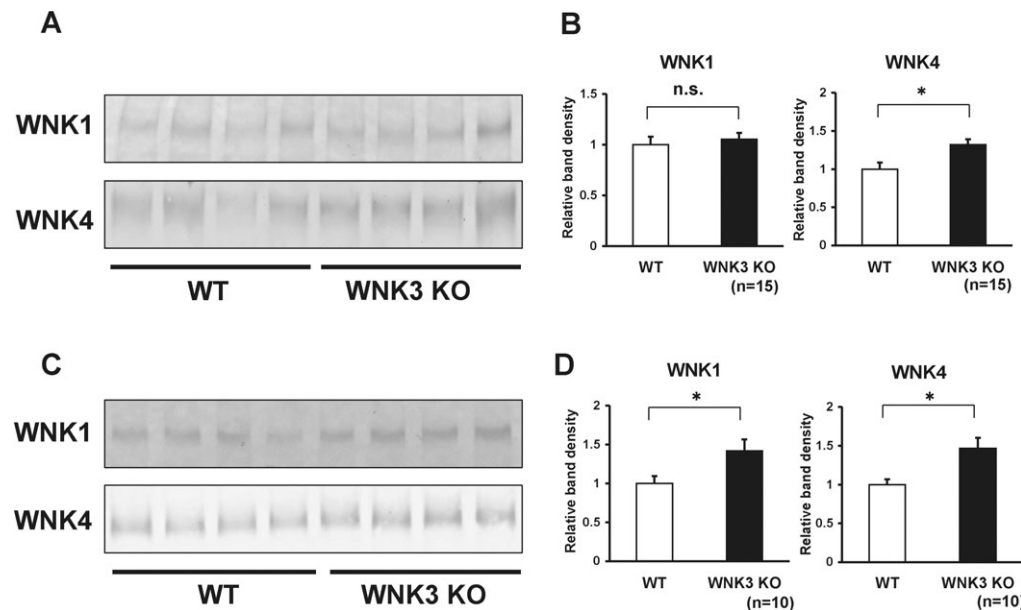 A
WNK1
WNK4
WT
WNK3 KO
B
WNK1
n.s.
Relative band density
2
1.5
1
0.5
0
WT
WNK3 KO
(n=15)
WNK4
*
Relative band density
2
1.5
1
0.5
0
WT
WNK3 KO
(n=15)
C
WNK1
WNK4
WT
WNK3 KO
D
WNK1
*
Relative band density
2
1.5
1
0.5
0
WT
WNK3 KO
(n=10)
WNK4
*
Relative band density
2
1.5
1
0.5
0
WT
WNK3 KO
(n=10)